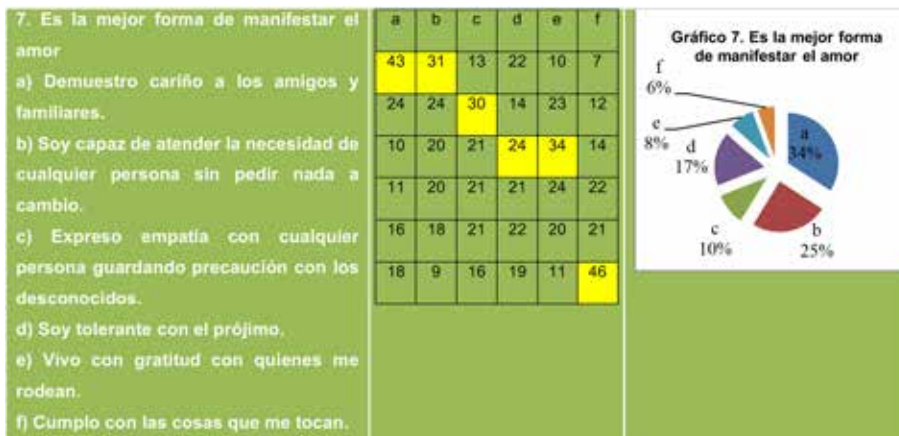 7. Es la mejor forma de manifestar el
amor
a) Demuestro cariño a los amigos y
familiares.
b) Soy capaz de atender la necesidad de
cualquier persona sin pedir nada a
cambio.
c) Expreso empatía con cualquier
persona guardando precaución con los
desconocidos.
d) Soy tolerante con el prójimo.
e) Vivo con gratitud con quienes me
rodean.
f) Cumplo con las cosas que me tocan.
a b c d e f
43 31 13 22 10 7
24 24 30 14 23 12
10 20 21 24 34 14
11 20 21 21 24 22
16 18 21 22 20 21
18 9 16 19 11 46
Gráfico 7. Es la mejor forma
de manifestar el amor
f
6%
e
8%
d
17%
a
34%
c
10%
b
25%